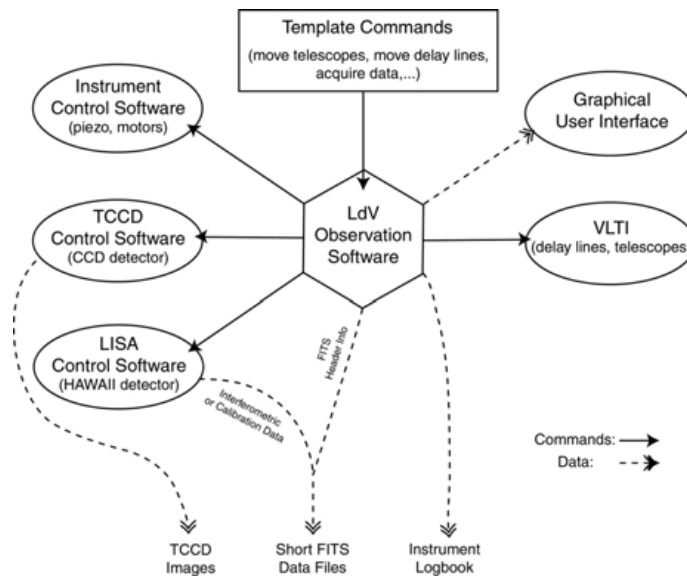 Template Commands
(move telescopes, move delay lines,
acquire data,...)
Instrument
Control Software
(piezo, motors)
Graphical
User Interface
TCCD
Control Software
(CCD detector)
LdV
Observation
Software
VLTI
(delay lines, telescopes)
LISA
Control Software
(HAWAII detector)
FITS
Header Info
Interferometric
or Calibration Data
Commands:
Data:
TCCD
Images
Short FITS
Data Files
Instrument
Logbook